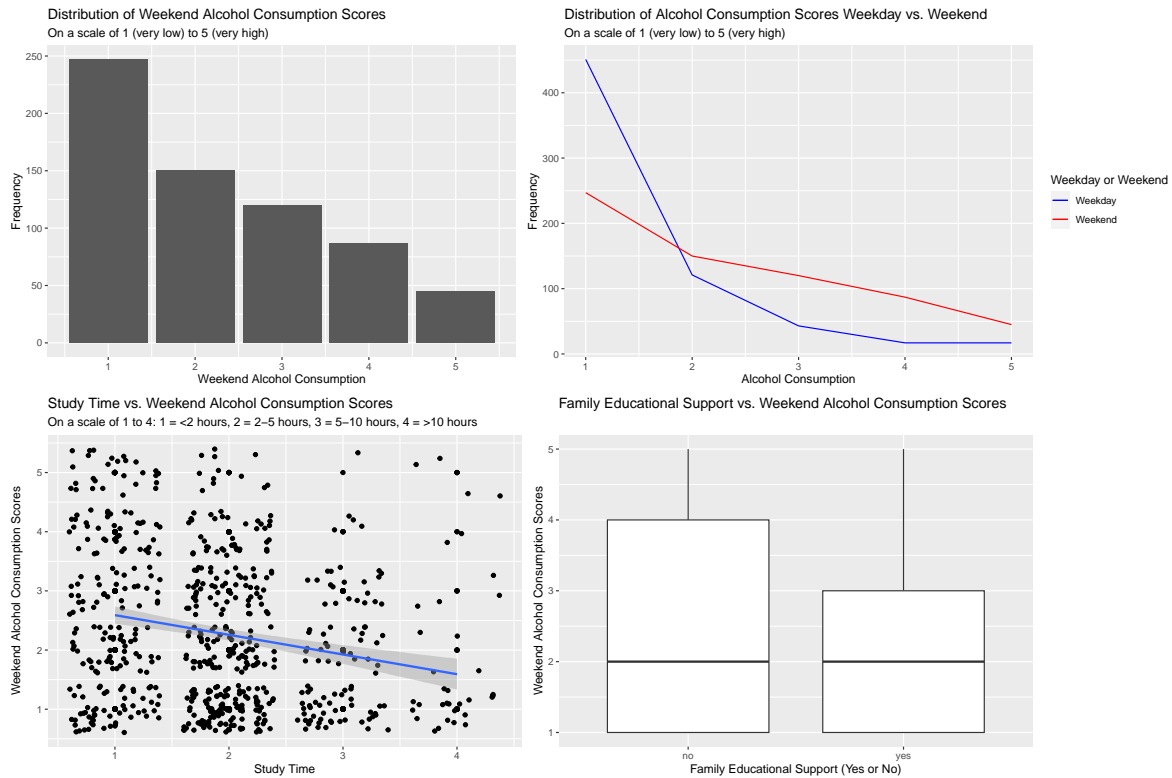 Distribution of Weekend Alcohol Consumption Scores
On a scale of 1 (very low) to 5 (very high)
250
200
150
100
50
0
Frequency
1 2 3 4 5
Weekend Alcohol Consumption
Distribution of Alcohol Consumption Scores Weekday vs. Weekend
On a scale of 1 (very low) to 5 (very high)
400
300
200
100
0
Frequency
1 2 3 4 5
Alcohol Consumption
Weekday or Weekend
Weekday
Weekend
Study Time vs. Weekend Alcohol Consumption Scores
On a scale of 1 to 4: 1 = <2 hours, 2 = 2–5 hours, 3 = 5–10 hours, 4 = >10 hours
5
4
3
2
1
Weekend Alcohol Consumption Scores
1 2 3 4
Study Time
Family Educational Support vs. Weekend Alcohol Consumption Scores
5
4
3
2
1
Weekend Alcohol Consumption Scores
no yes
Family Educational Support (Yes or No)